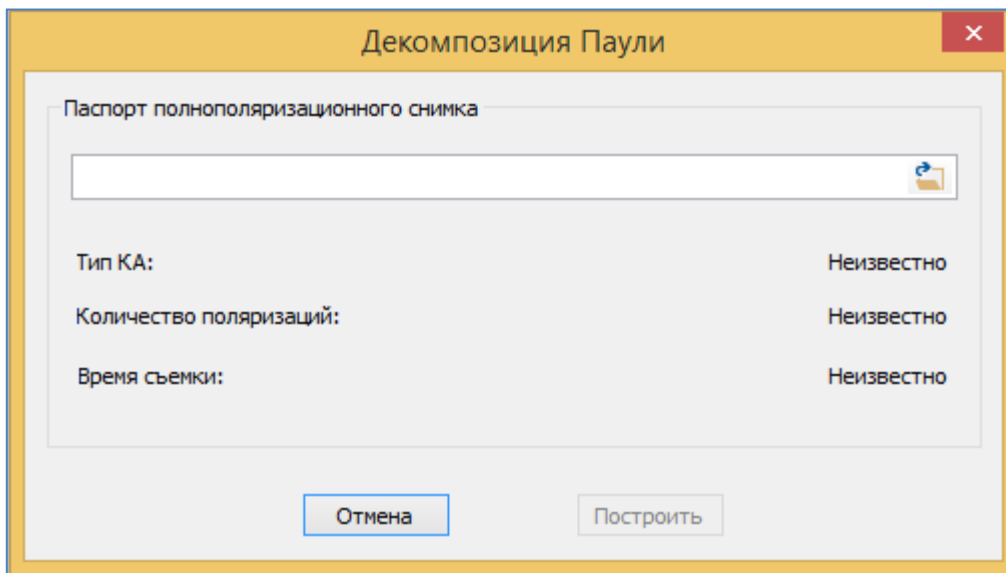 Декомпозиция Паули
Паспорт полнополяризационного снимка
Тип КА: Неизвестно
Количество поляризаций: Неизвестно
Время съемки: Неизвестно
Отмена Построить